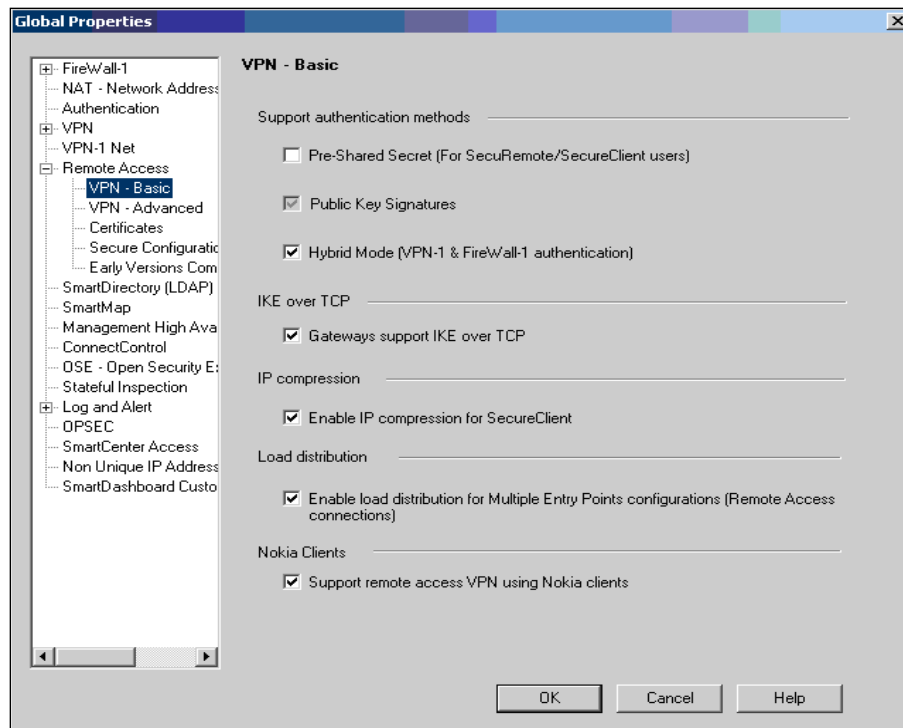 Global Properties
FireWall-1
NAT - Network Address
Authentication
VPN
VPN-1 Net
Remote Access
VPN - Basic
VPN - Advanced
Certificates
Secure Configuratic
Early Versions Com
SmartDirectory (LDAP)
SmartMap
Management High Ava
ConnectControl
OSE - Open Security E
Stateful Inspection
Log and Alert
OPSEC
SmartCenter Access
Non Unique IP Address
SmartDashboard Custo
VPN - Basic
Support authentication methods
Pre-Shared Secret (For SecuRemote/SecureClient users)
Public Key Signatures
Hybrid Mode (VPN-1 & FireWall-1 authentication)
IKE over TCP
Gateways support IKE over TCP
IP compression
Enable IP compression for SecureClient
Load distribution
Enable load distribution for Multiple Entry Points configurations (Remote Access
connections)
Nokia Clients
Support remote access VPN using Nokia clients
OK
Cancel
Help